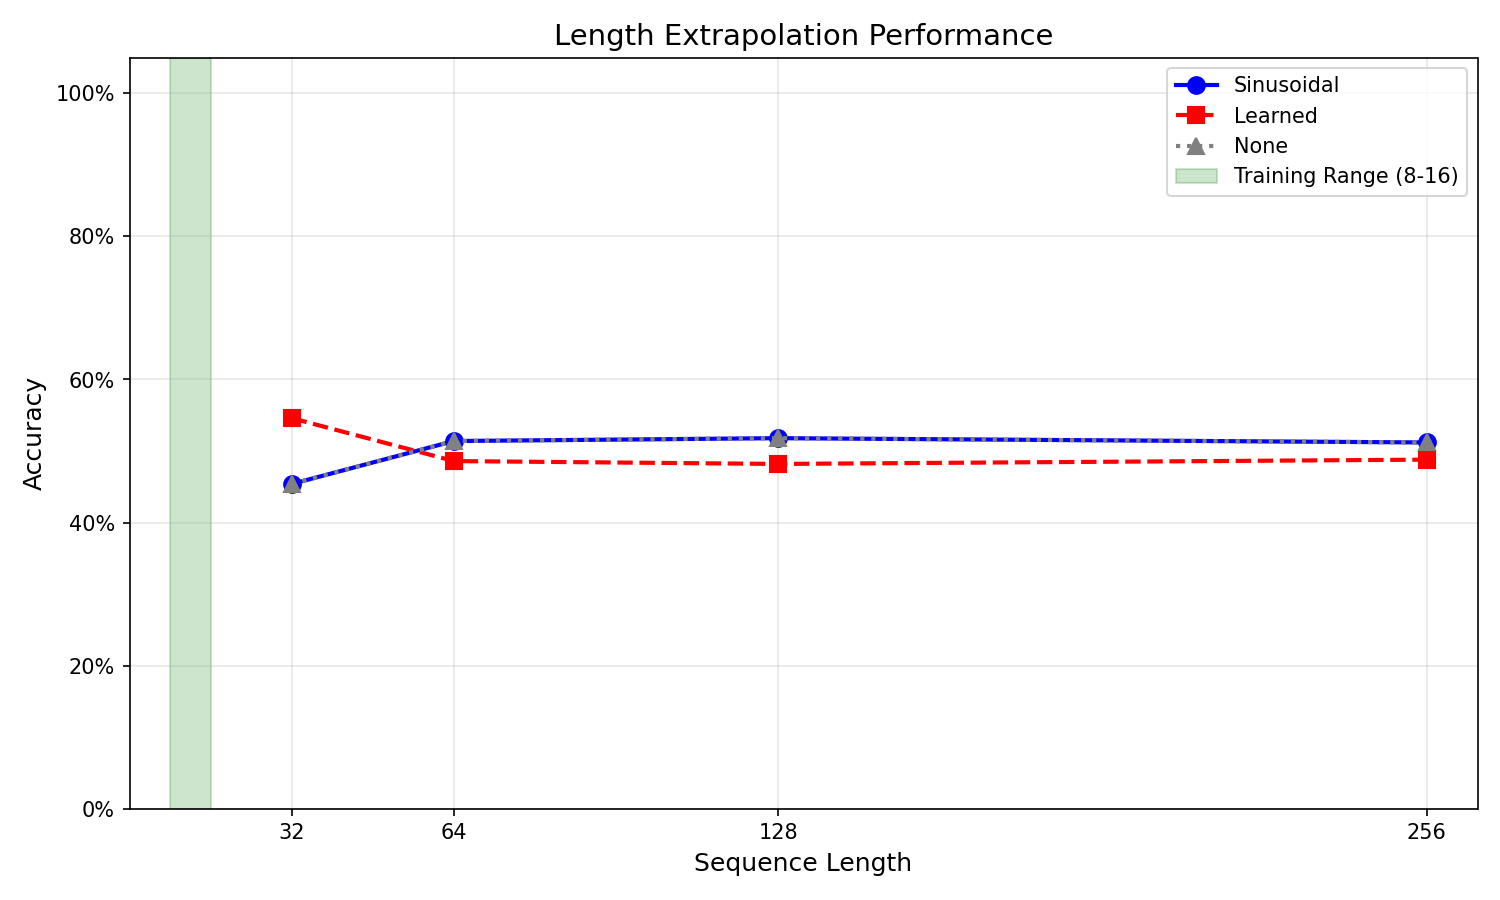 Length Extrapolation Performance
Sinusoidal
Learned
None
Training Range (8-16)
100%
80%
60%
40%
20%
0%
Accuracy
32
64
128
256
Sequence Length